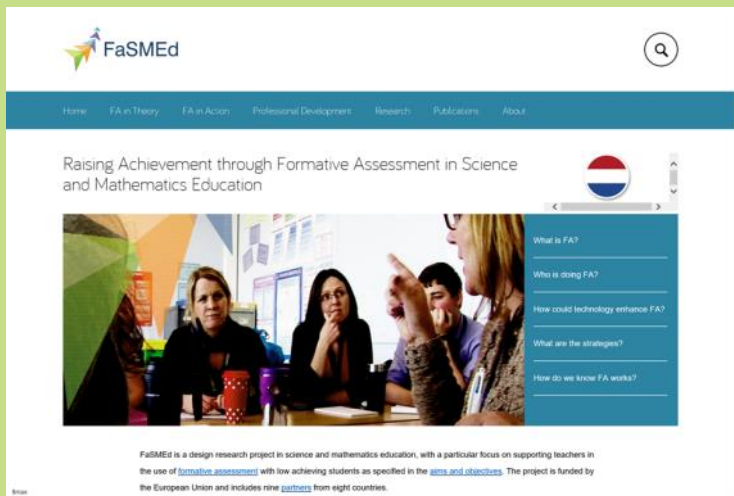 FaSMEd
Home FA in Theory FA in Action Professional Development Research Publications About
Raising Achievement through Formative Assessment in Science
and Mathematics Education
What is FA?
Who is doing FA?
How could technology enhance FA?
What are the strategies?
How do we know FA works?
FaSMEd is a design research project in science and mathematics education, with a particular focus on supporting teachers in
the use of formative assessment with low achieving students as specified in the aims and objectives. The project is funded by
the European Union and includes nine partners from eight countries.